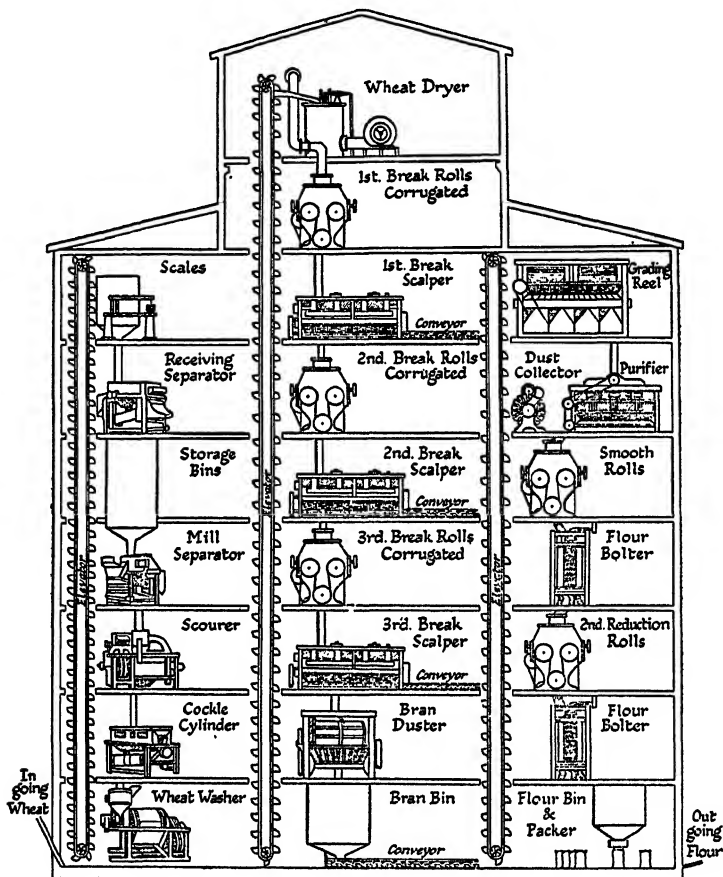 Wheat Dryer
1st. Break Rolls
Corrugated
Scales
Receiving
Separator
Storage
Bins
Mill
Separator
Scourer
Cockle
Cylinder
Wheat Washer
In
going
Wheat
Elevator
Elevator
1st. Break
Scalper
Conveyor
2nd. Break Rolls
Corrugated
2nd. Break
Scalper
Conveyor
3rd. Break Rolls
Corrugated
3rd. Break
Scalper
Conveyor
Bran
Duster
Bran Bin
Conveyor
Elevator
Grading
Reel
Dust
Collector
Purifier
Smooth
Rolls
Flour
Bolter
2nd. Reduction
Rolls
Flour
Bolter
Flour Bin
&
Packer
Out
going
Flour